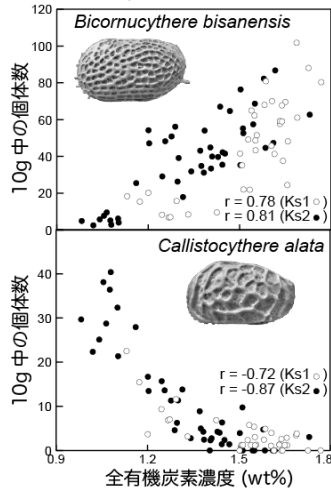 Bicornucythere bisanensis
120
100
80
60
40
20
0
10g 中の個体数
r = 0.78 (Ks1○)
r = 0.81 (Ks2●)
Callistocythere alata
40
30
20
10
0
10g 中の個体数
r = -0.72 (Ks1○)
r = -0.87 (Ks2●)
0.9 1.2 1.5 1.8
全有機炭素濃度 (wt%)